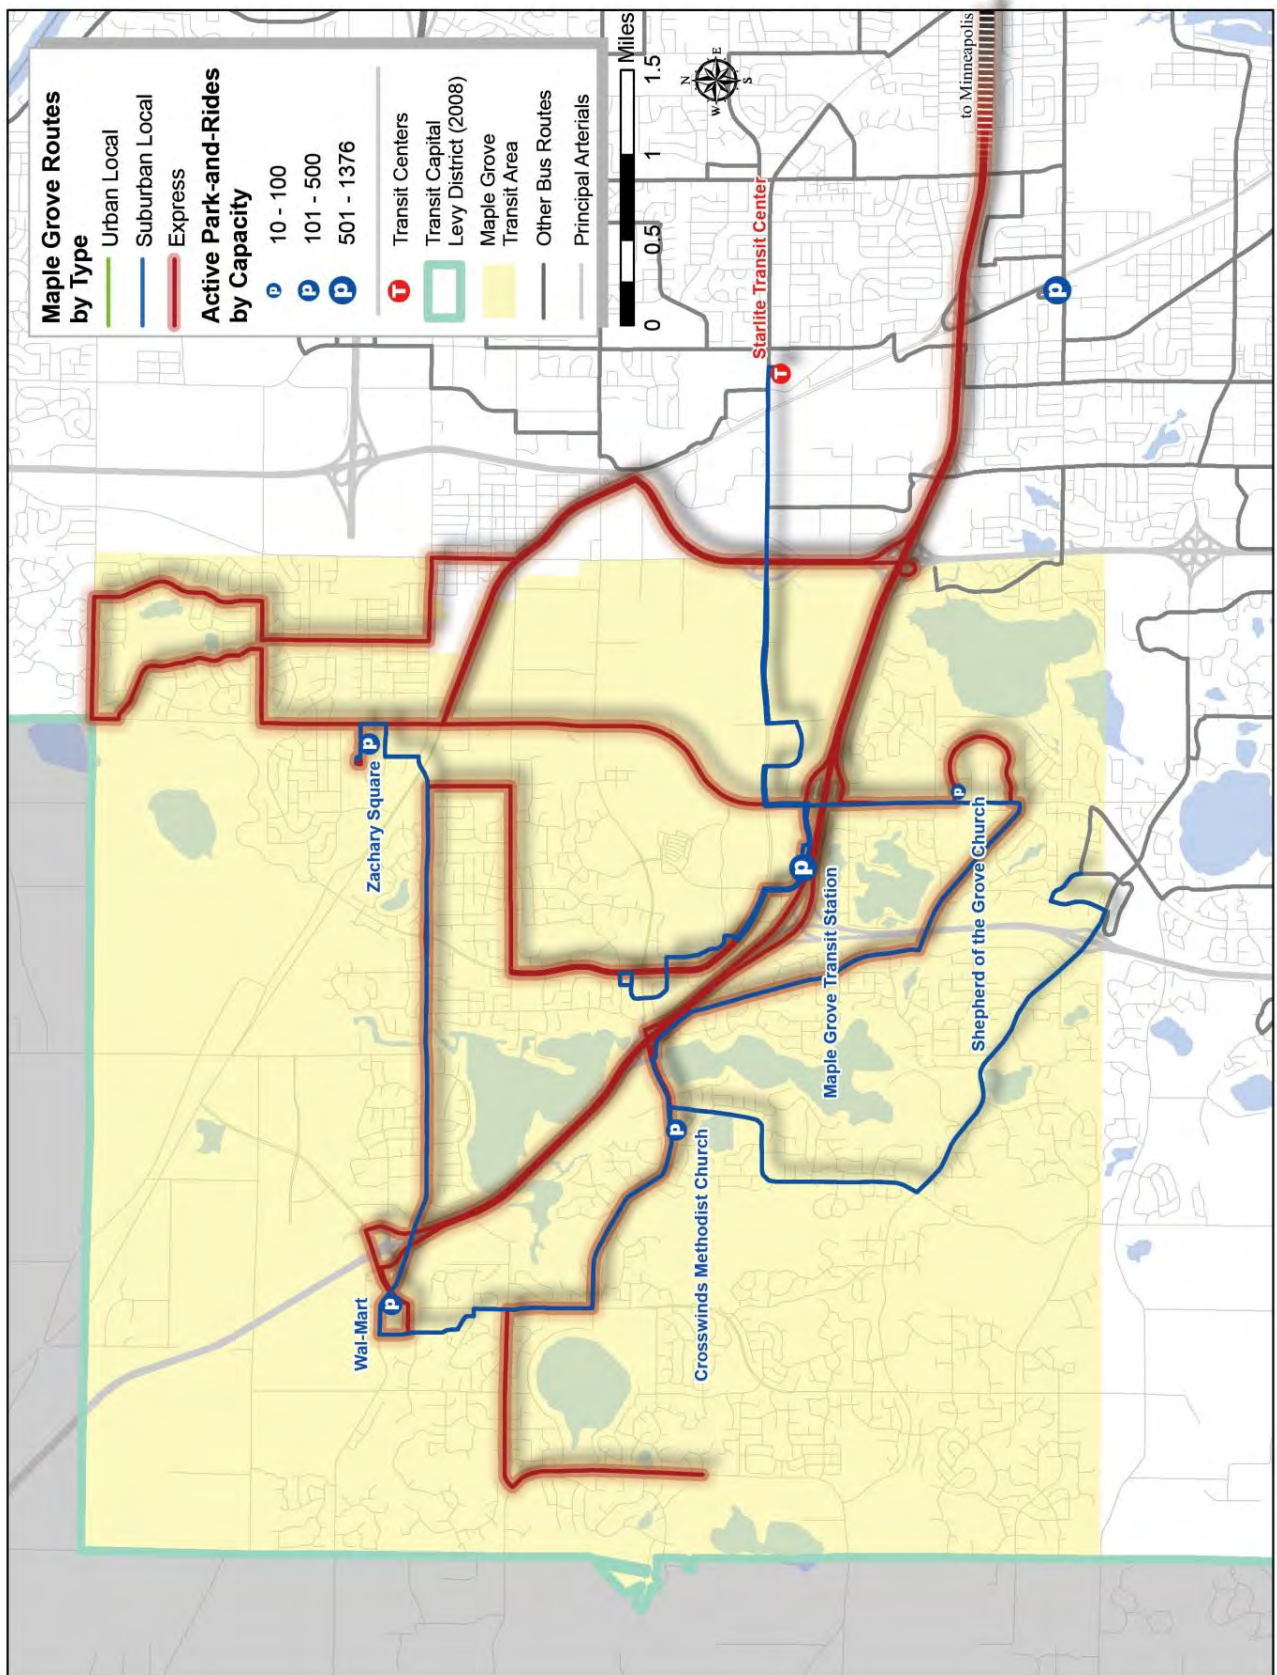 Maple Grove Routes
by Type
Urban Local
Suburban Local
Express
Active Park-and-Rides
by Capacity
P 10 - 100
P 101 - 500
P 501 - 1376
T Transit Centers
Transit Capital
Levy District (2008)
Maple Grove
Transit Area
Other Bus Routes
Principal Arterials
0 0.5 1 1.5
Miles
N
W E
S
to Minneapolis
Starlite Transit Center
T
P
Zachary Square
P
Wal-Mart
P
Maple Grove Transit Station
P
Shepherd of the Grove Church
P
Crosswinds Methodist Church
P